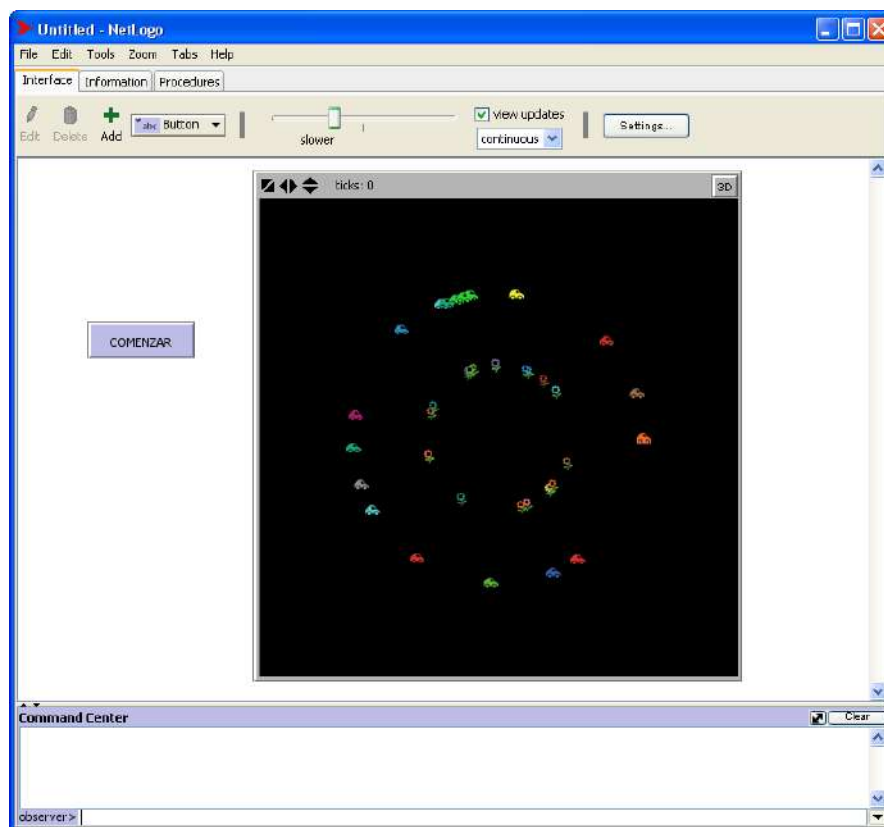 Untitled - NetLogo
File Edit Tools Zoom Tabs Help
Interface Information Procedures
Edit Delete Add abc Button slower view updates continuous Settings...
ticks: 0 3D
COMENZAR
Command Center Clear
observer>